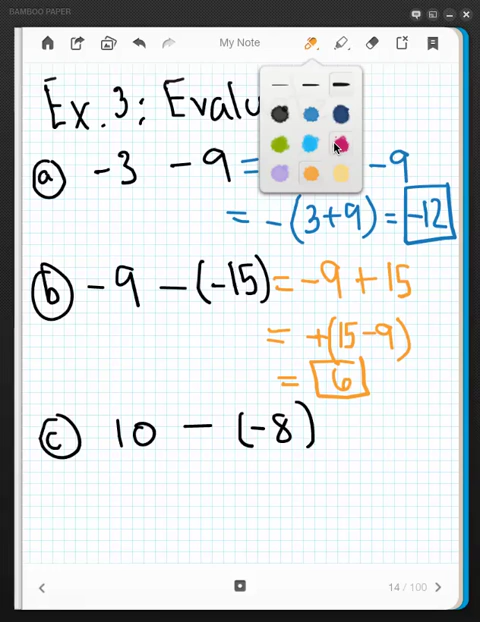 BAMBOO PAPER
My Note
Ex. 3: Evalu
a -3 - 9 = - 9
= -(3+9) = -12
b -9 - (-15) = -9 + 15
= +(15-9)
= 6
c 10 - (-8)
14 / 100